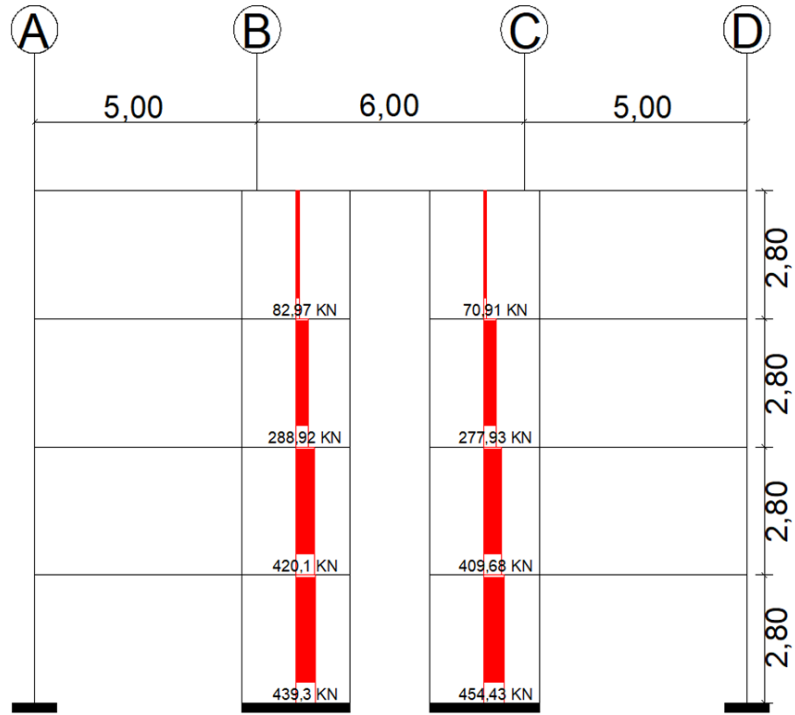 A B C D
5,00 6,00 5,00
2,80
82,97 KN 70,91 KN
2,80
288,92 KN 277,93 KN
2,80
420,1 KN 409,68 KN
2,80
439,3 KN 454,43 KN